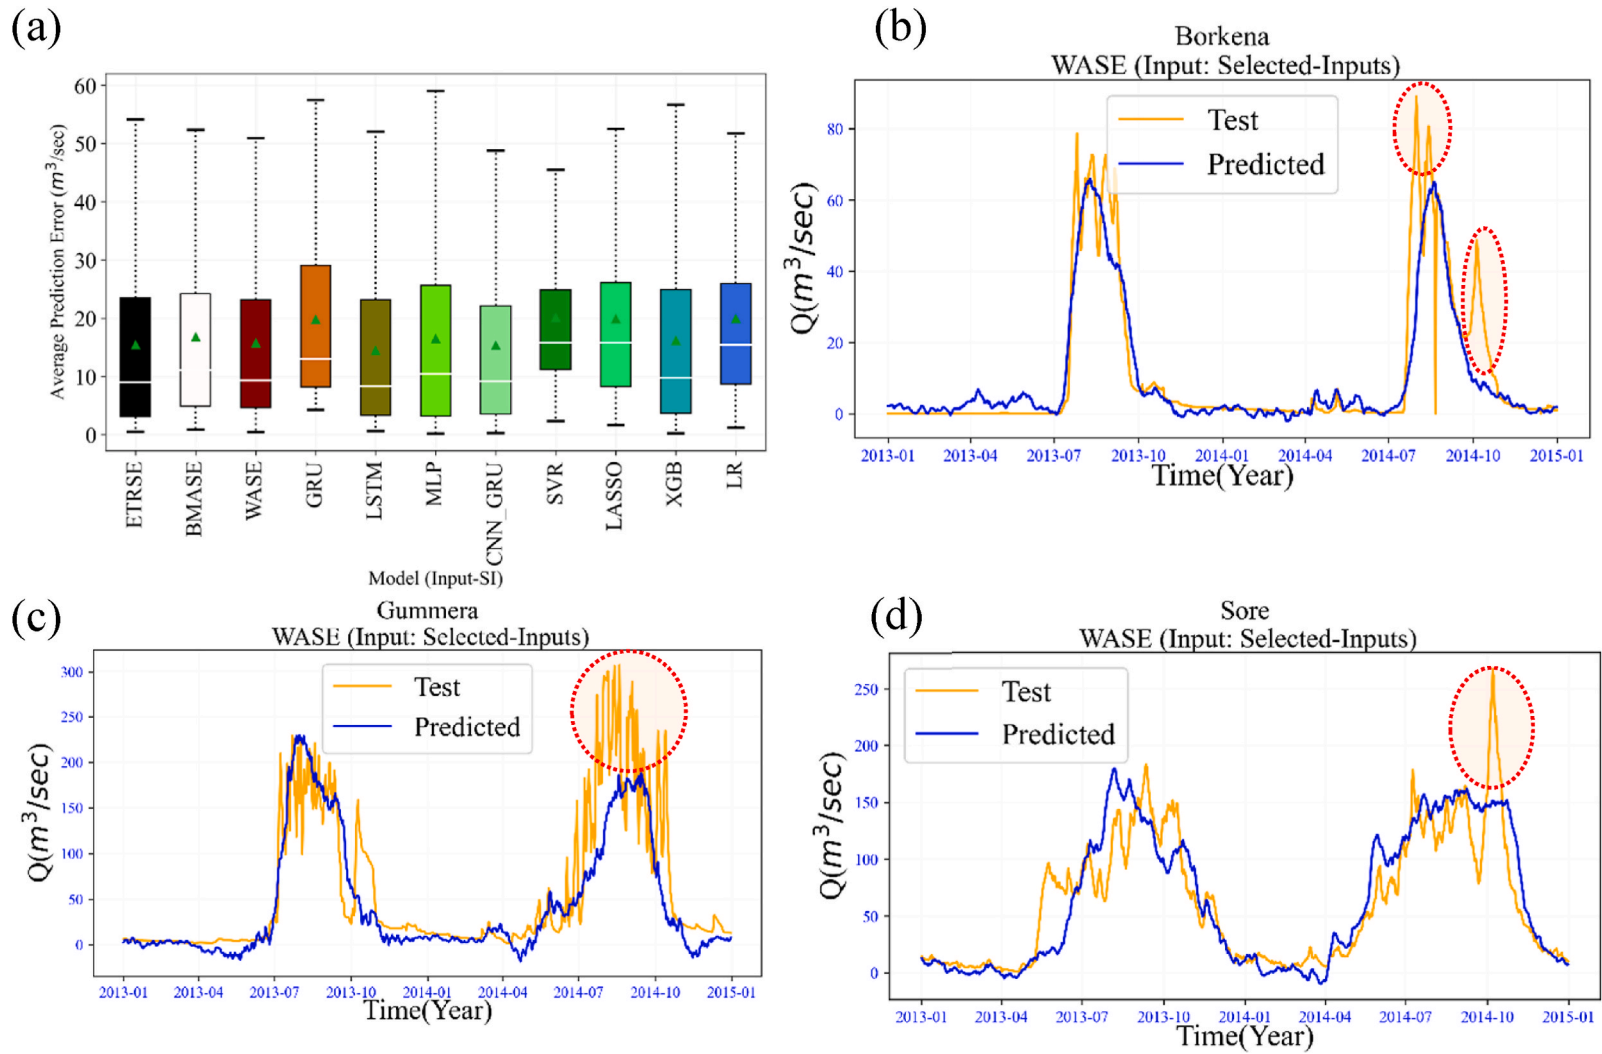 (a)
60
50
40
30
20
10
0
Average Prediction Error (m³/sec)
ETRSE
BMASE
WASE
GRU
LSTM
MLP
CNN_GRU
SVR
LASSO
XGB
LR
Model (Input-SI)
(b)
Borkena
WASE (Input: Selected-Inputs)
Test
Predicted
80
60
40
20
0
Q(m³/sec)
2013-01 2013-04 2013-07 2013-10 2014-01 2014-04 2014-07 2014-10 2015-01
Time(Year)
(c)
Gummera
WASE (Input: Selected-Inputs)
Test
Predicted
300
250
200
150
100
50
0
Q(m³/sec)
2013-01 2013-04 2013-07 2013-10 2014-01 2014-04 2014-07 2014-10 2015-01
Time(Year)
(d)
Sore
WASE (Input: Selected-Inputs)
Test
Predicted
250
200
150
100
50
0
Q(m³/sec)
2013-01 2013-04 2013-07 2013-10 2014-01 2014-04 2014-07 2014-10 2015-01
Time(Year)